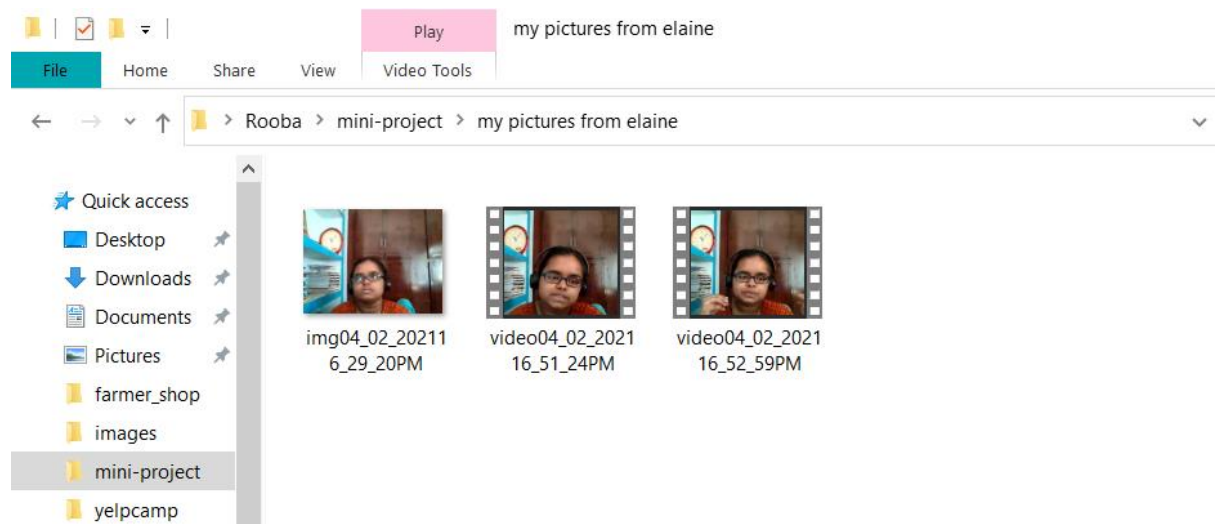 Play
my pictures from elaine
File
Home
Share
View
Video Tools
Rooba > mini-project > my pictures from elaine
Quick access
Desktop
Downloads
Documents
Pictures
farmer_shop
images
mini-project
yelpcamp
img04_02_20211
6_29_20PM
video04_02_2021
16_51_24PM
video04_02_2021
16_52_59PM